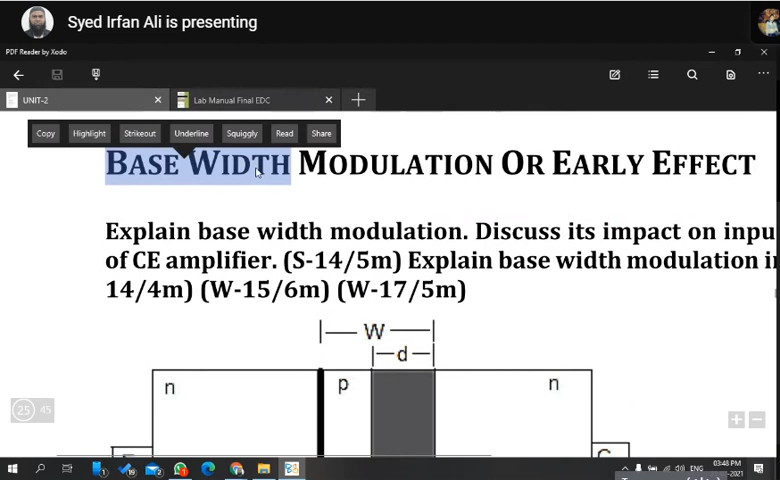 Syed Irfan Ali is presenting
PDF Reader by Xodo
UNIT-2
Lab Manual Final EDC
Copy Highlight Strikeout Underline Squiggly Read Share
BASE WIDTH MODULATION OR EARLY EFFECT
Explain base width modulation. Discuss its impact on inpu
of CE amplifier. (S-14/5m) Explain base width modulation i
14/4m) (W-15/6m) (W-17/5m)
W
d
n p n
25 45
03:48 PM